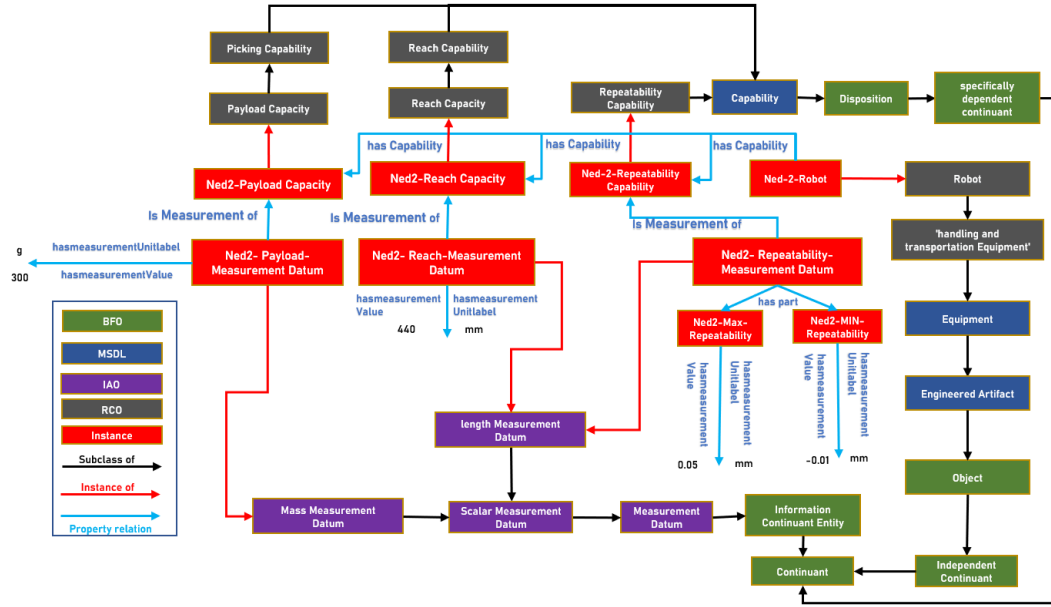 Picking Capability
Reach Capability
Payload Capacity
Reach Capacity
Repeatability
Capability
Capability
Disposition
specifically
dependent
continuant
has Capability
has Capability
has Capability
Ned2-Payload Capacity
Ned2-Reach Capacity
Ned-2-Repeatability
Capability
Ned-2-Robot
Robot
Is Measurement of
Is Measurement of
Is Measurement of
'handling and
transportation Equipment'
g
hasmeasurementUnitlabel
300
hasmeasurementValue
Ned2- Payload-
Measurement Datum
Ned2- Reach-Measurement
Datum
Ned2- Repeatability-
Measurement Datum
has part
hasmeasurement
Value
hasmeasurement
Unitlabel
440
mm
Ned2-Max-
Repeatability
Ned2-MIN-
Repeatability
Equipment
BFO
MSDL
IAO
RCO
Instance
Subclass of
Instance of
Property relation
hasmeasurement
Value
hasmeasurement
Unitlabel
hasmeasurement
Value
hasmeasurement
Unitlabel
Engineered Artifact
length Measurement
Datum
0.05
mm
-0.01
mm
Object
Mass Measurement
Datum
Scalar Measurement
Datum
Measurement
Datum
Information
Continuant Entity
Continuant
Independent
Continuant